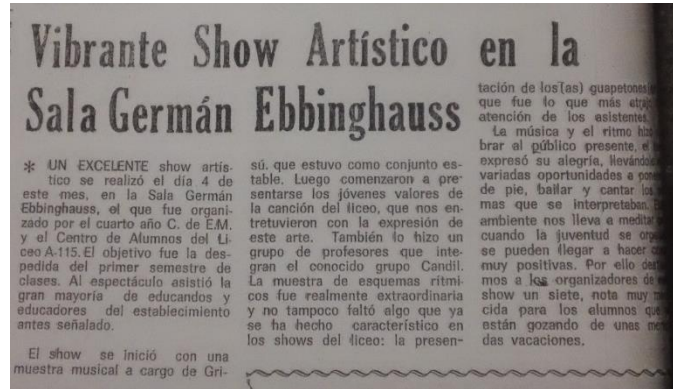 Vibrante Show Artístico en la
Sala Germán Ebbinghauss
* UN EXCELENTE show artís-
tico se realizó el día 4 de
este mes, en la Sala Germán
Ebbinghauss, el que fue organi-
zado por el cuarto año C. de E.M.
y el Centro de Alumnos del Li-
ceo A-115. El objetivo fue la des-
pedida del primer semestre de
clases. Al espectáculo asistió la
gran mayoría de educandos y
educadores del establecimiento
antes señalado.
El show se inició con una
muestra musical a cargo de Gri-
sú, que estuvo como conjunto es-
table. Luego comenzaron a pre-
sentarse los jóvenes valores de
la canción del liceo, que nos en-
tretuvieron con la expresión de
este arte. También lo hizo un
grupo de profesores que inte-
gran el conocido grupo Candil.
La muestra de esquemas rítmi-
cos fue realmente extraordinaria
y no tampoco faltó algo que ya
se ha hecho característico en
los shows del liceo: la presen-
tación de los(as) guapetones
que fue lo que más atrajo
atención de los asistentes.
La música y el ritmo hizo
brar al público presente, el
expresó su alegría,
variadas oportunidades a
de pie, bailar y cantar los
mas que se interpretaban.
ambiente nos lleva a meditar
cuando la juventud se
se pueden llegar a hacer
muy positivas. Por ello
mos a los organizadores de
show un siete, nota muy
cida para los alumnos que
están gozando de unas
das vacaciones.